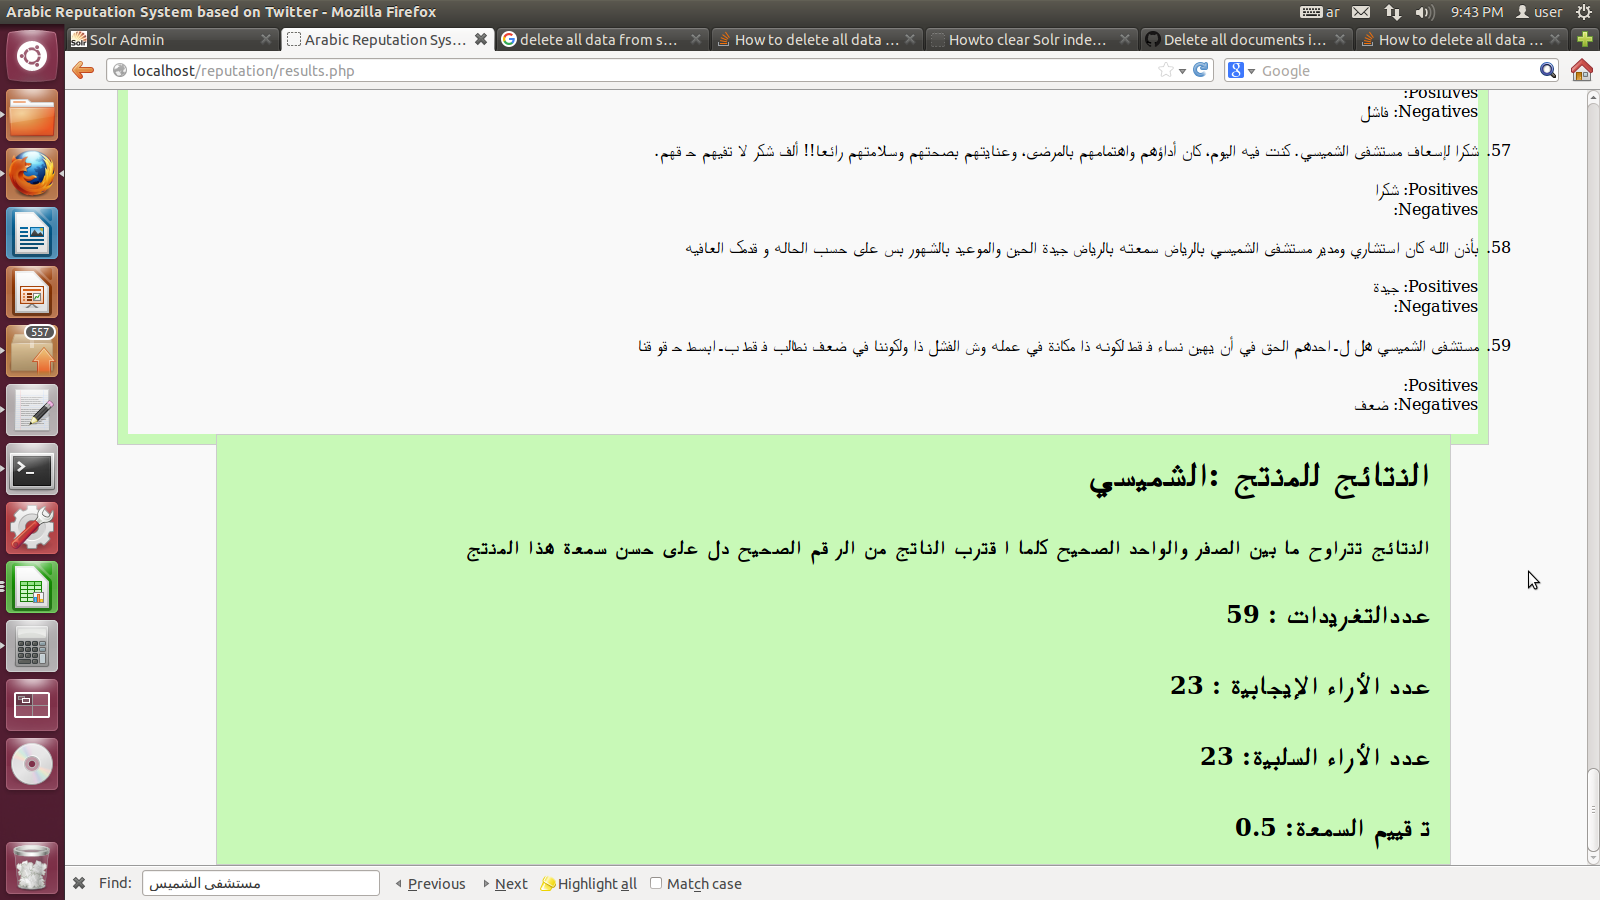 Arabic Reputation System based on Twitter - Mozilla Firefox
ar
9:43 PM
user
Solr Admin
Arabic Reputation Sys...
delete all data from s...
How to delete all data ...
Howto clear Solr inde...
Delete all documents i...
How to delete all data ...
localhost/reputation/results.php
Google
557
Positives:
Negatives: فاشل
57. شكرا لإسعاف مستشفى الشميسي. كنت فيه اليوم، كان أداؤهم واهتمامهم بالمرضى، وعنايتهم بصحتهم وسلامتهم رائعا!! ألف شكر لا تفيهم حقهم.
Positives: شكرا
Negatives:
58. بأذن الله كان استشاري ومدير مستشفى الشميسي بالرياض سمعته بالرياض جيدة الحين والموعيد بالشهور بس على حسب الحاله و قدمك العافيه
Positives: جيدة
Negatives:
59. مستشفى الشميسي هل لـ احدهم الحق في أن يهين نساء فقط لكونه ذا مكانة في عمله وش الفشل ذا ولكوننا في ضعف نطالب فقط بـ ابسط حقوقنا
Positives:
Negatives: ضعف
النتائج للمنتج :الشميسي
النتائج تتراوح ما بين الصفر والواحد الصحيح كلما اقترب الناتج من الرقم الصحيح دل على حسن سمعة هذا المنتج
عددالتغريدات : 59
عدد الأراء الإيجابية : 23
عدد الأراء السلبية: 23
تقييم السمعة: 0.5
Find: مستشفى الشميس Previous Next Highlight all Match case